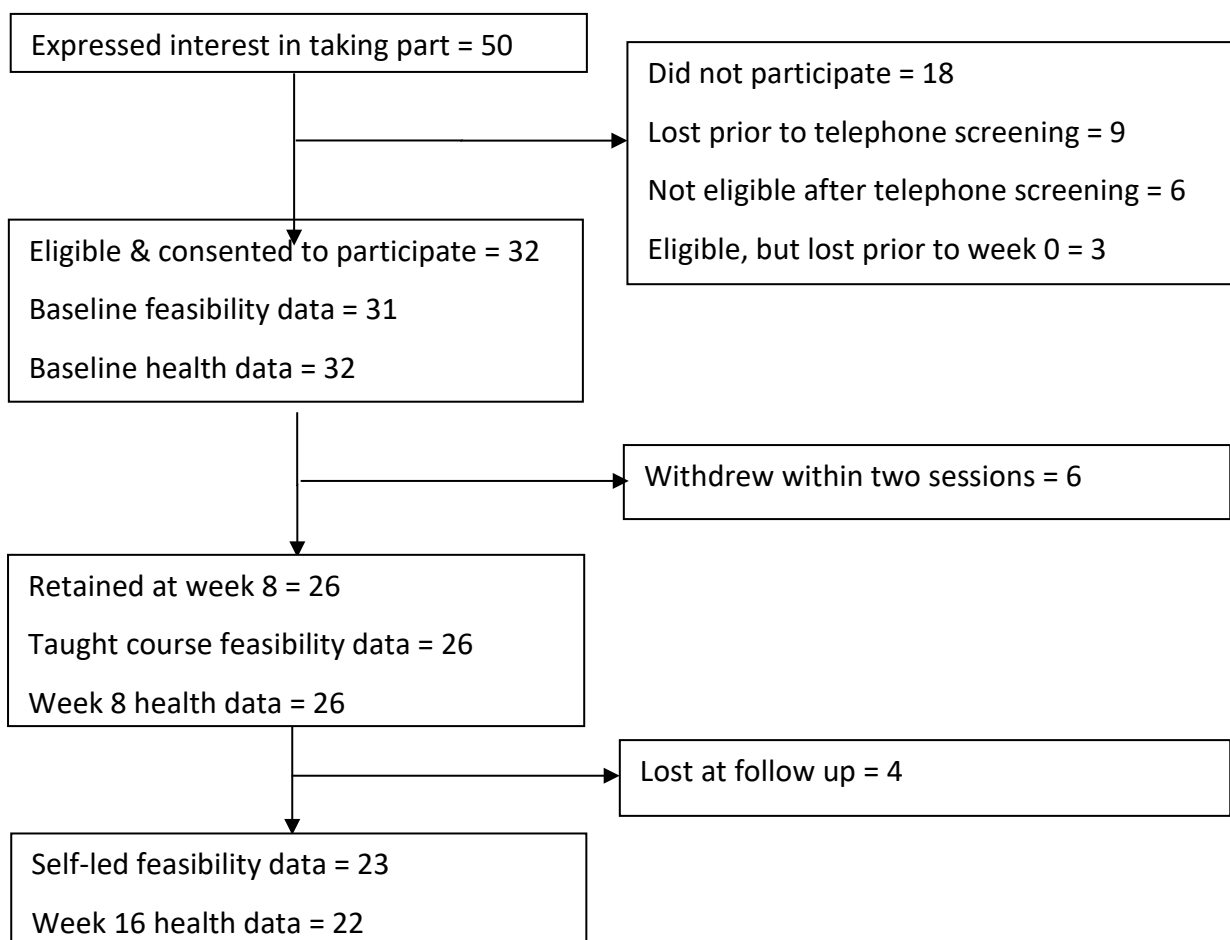 Expressed interest in taking part = 50
Did not participate = 18
Lost prior to telephone screening = 9
Not eligible after telephone screening = 6
Eligible, but lost prior to week 0 = 3
Eligible & consented to participate = 32
Baseline feasibility data = 31
Baseline health data = 32
Withdrew within two sessions = 6
Retained at week 8 = 26
Taught course feasibility data = 26
Week 8 health data = 26
Lost at follow up = 4
Self-led feasibility data = 23
Week 16 health data = 22